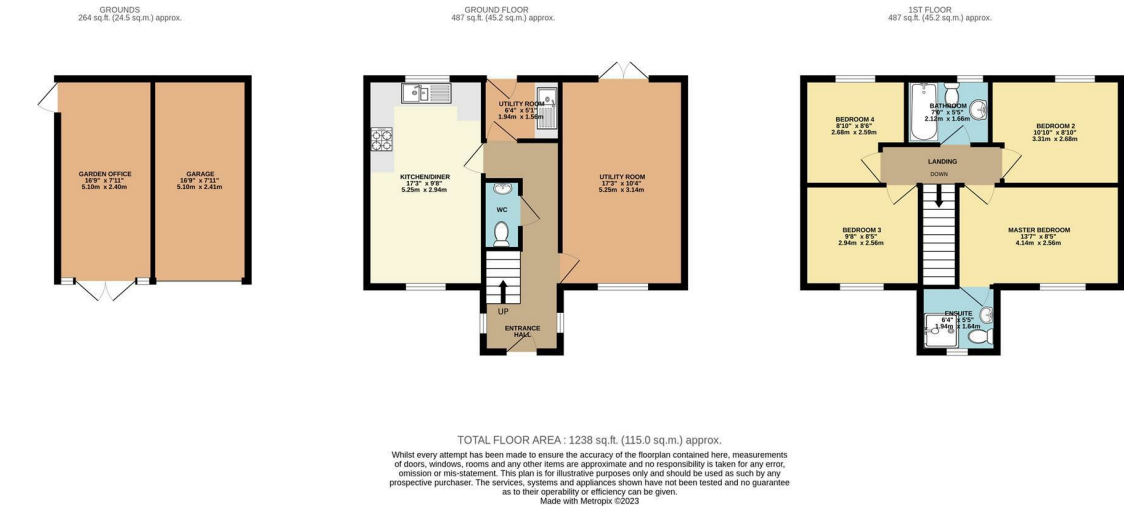 GROUNDS
264 sq.ft. (24.5 sq.m.) approx.
GARDEN OFFICE
16'9" x 7'11"
5.10m x 2.40m
GARAGE
16'9" x 7'11"
5.10m x 2.41m
GROUND FLOOR
487 sq.ft. (45.2 sq.m.) approx.
UTILITY ROOM
6'4" x 5'1"
1.94m x 1.56m
KITCHEN/DINER
17'3" x 9'8"
5.25m x 2.94m
UTILITY ROOM
17'3" x 10'4"
5.25m x 3.14m
WC
UP
ENTRANCE
HALL
1ST FLOOR
487 sq.ft. (45.2 sq.m.) approx.
BEDROOM 4
8'10" x 8'6"
2.68m x 2.59m
BATHROOM
7'0" x 5'5"
2.12m x 1.66m
BEDROOM 2
10'10" x 8'10"
3.31m x 2.68m
LANDING
DOWN
BEDROOM 3
9'8" x 8'5"
2.94m x 2.56m
MASTER BEDROOM
13'7" x 8'5"
4.14m x 2.56m
ENSUITE
6'4" x 5'5"
1.94m x 1.64m
TOTAL FLOOR AREA : 1238 sq.ft. (115.0 sq.m.) approx.
Whilst every attempt has been made to ensure the accuracy of the floorplan contained here, measurements
of doors, windows, rooms and any other items are approximate and no responsibility is taken for any error,
omission or mis-statement. This plan is for illustrative purposes only and should be used as such by any
prospective purchaser. The services, systems and appliances shown have not been tested and no guarantee
as to their operability or efficiency can be given.
Made with Metropix ©2023